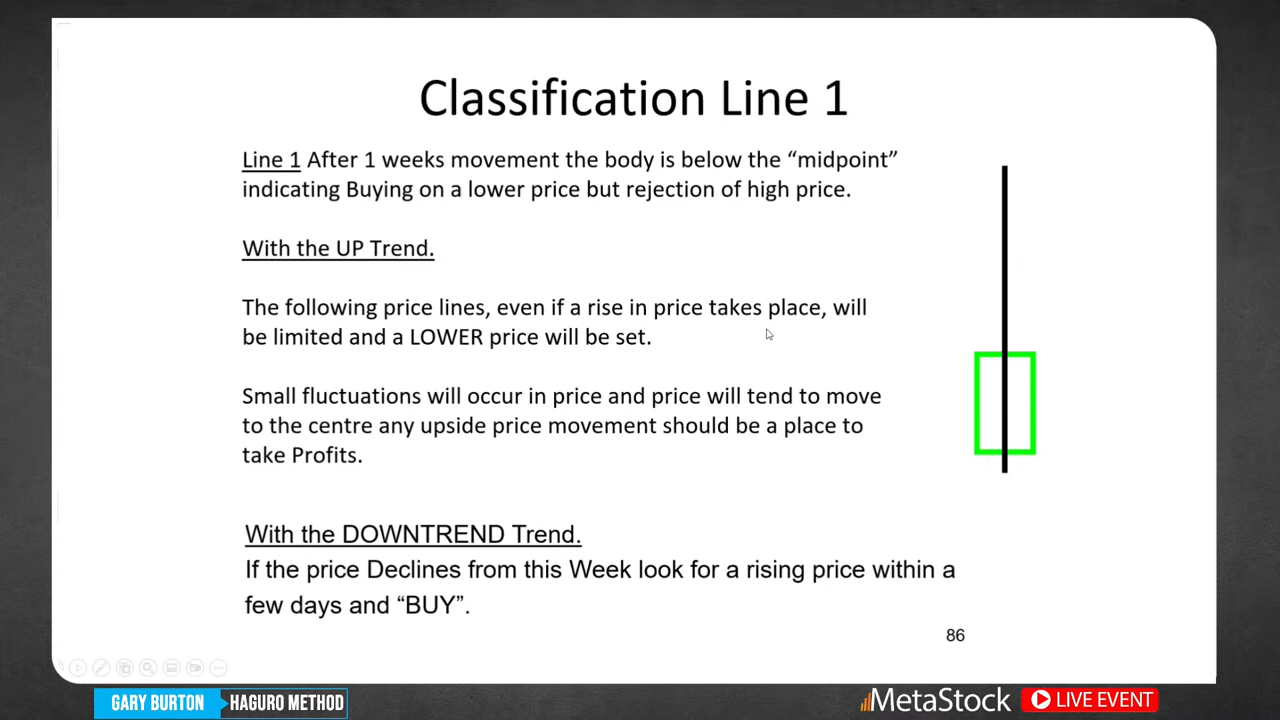 Classification Line 1
Line 1 After 1 weeks movement the body is below the “midpoint”
indicating Buying on a lower price but rejection of high price.
With the UP Trend.
The following price lines, even if a rise in price takes place, will
be limited and a LOWER price will be set.
Small fluctuations will occur in price and price will tend to move
to the centre any upside price movement should be a place to
take Profits.
With the DOWNTREND Trend.
If the price Declines from this Week look for a rising price within a
few days and “BUY”.
86
GARY BURTON HAGURO METHOD
MetaStock LIVE EVENT